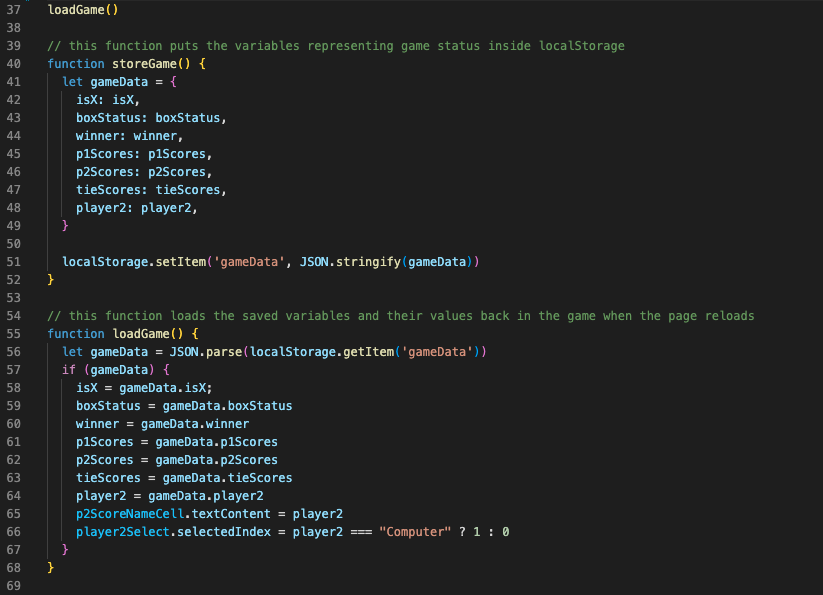 37 loadGame()
38
39 // this function puts the variables representing game status inside localStorage
40 function storeGame() {
41   let gameData = {
42     isX: isX,
43     boxStatus: boxStatus,
44     winner: winner,
45     p1Scores: p1Scores,
46     p2Scores: p2Scores,
47     tieScores: tieScores,
48     player2: player2,
49   }
50
51   localStorage.setItem('gameData', JSON.stringify(gameData))
52 }
53
54 // this function loads the saved variables and their values back in the game when the page reloads
55 function loadGame() {
56   let gameData = JSON.parse(localStorage.getItem('gameData'))
57   if (gameData) {
58     isX = gameData.isX;
59     boxStatus = gameData.boxStatus
60     winner = gameData.winner
61     p1Scores = gameData.p1Scores
62     p2Scores = gameData.p2Scores
63     tieScores = gameData.tieScores
64     player2 = gameData.player2
65     p2ScoreNameCell.textContent = player2
66     player2Select.selectedIndex = player2 === "Computer" ? 1 : 0
67   }
68 }
69